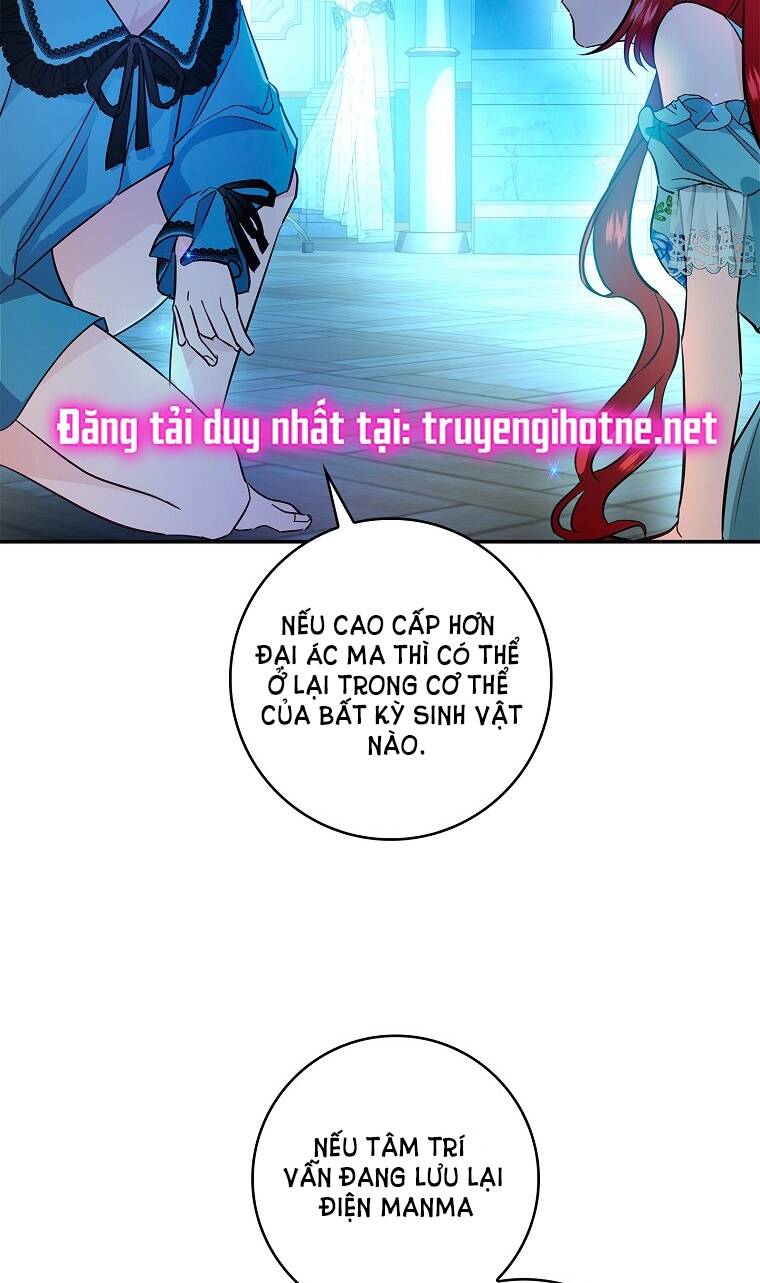 Đăng tải duy nhất tại: truyengihotne.net
NẾU CAO CẤP HƠN
ĐẠI ÁC MA THÌ CÓ THỂ
Ở LẠI TRONG CƠ THỂ
CỦA BẤT KỲ SINH VẬT
NÀO.
NẾU TÂM TRÍ
VẪN ĐANG LƯU LẠI
ĐIỆN MANMA